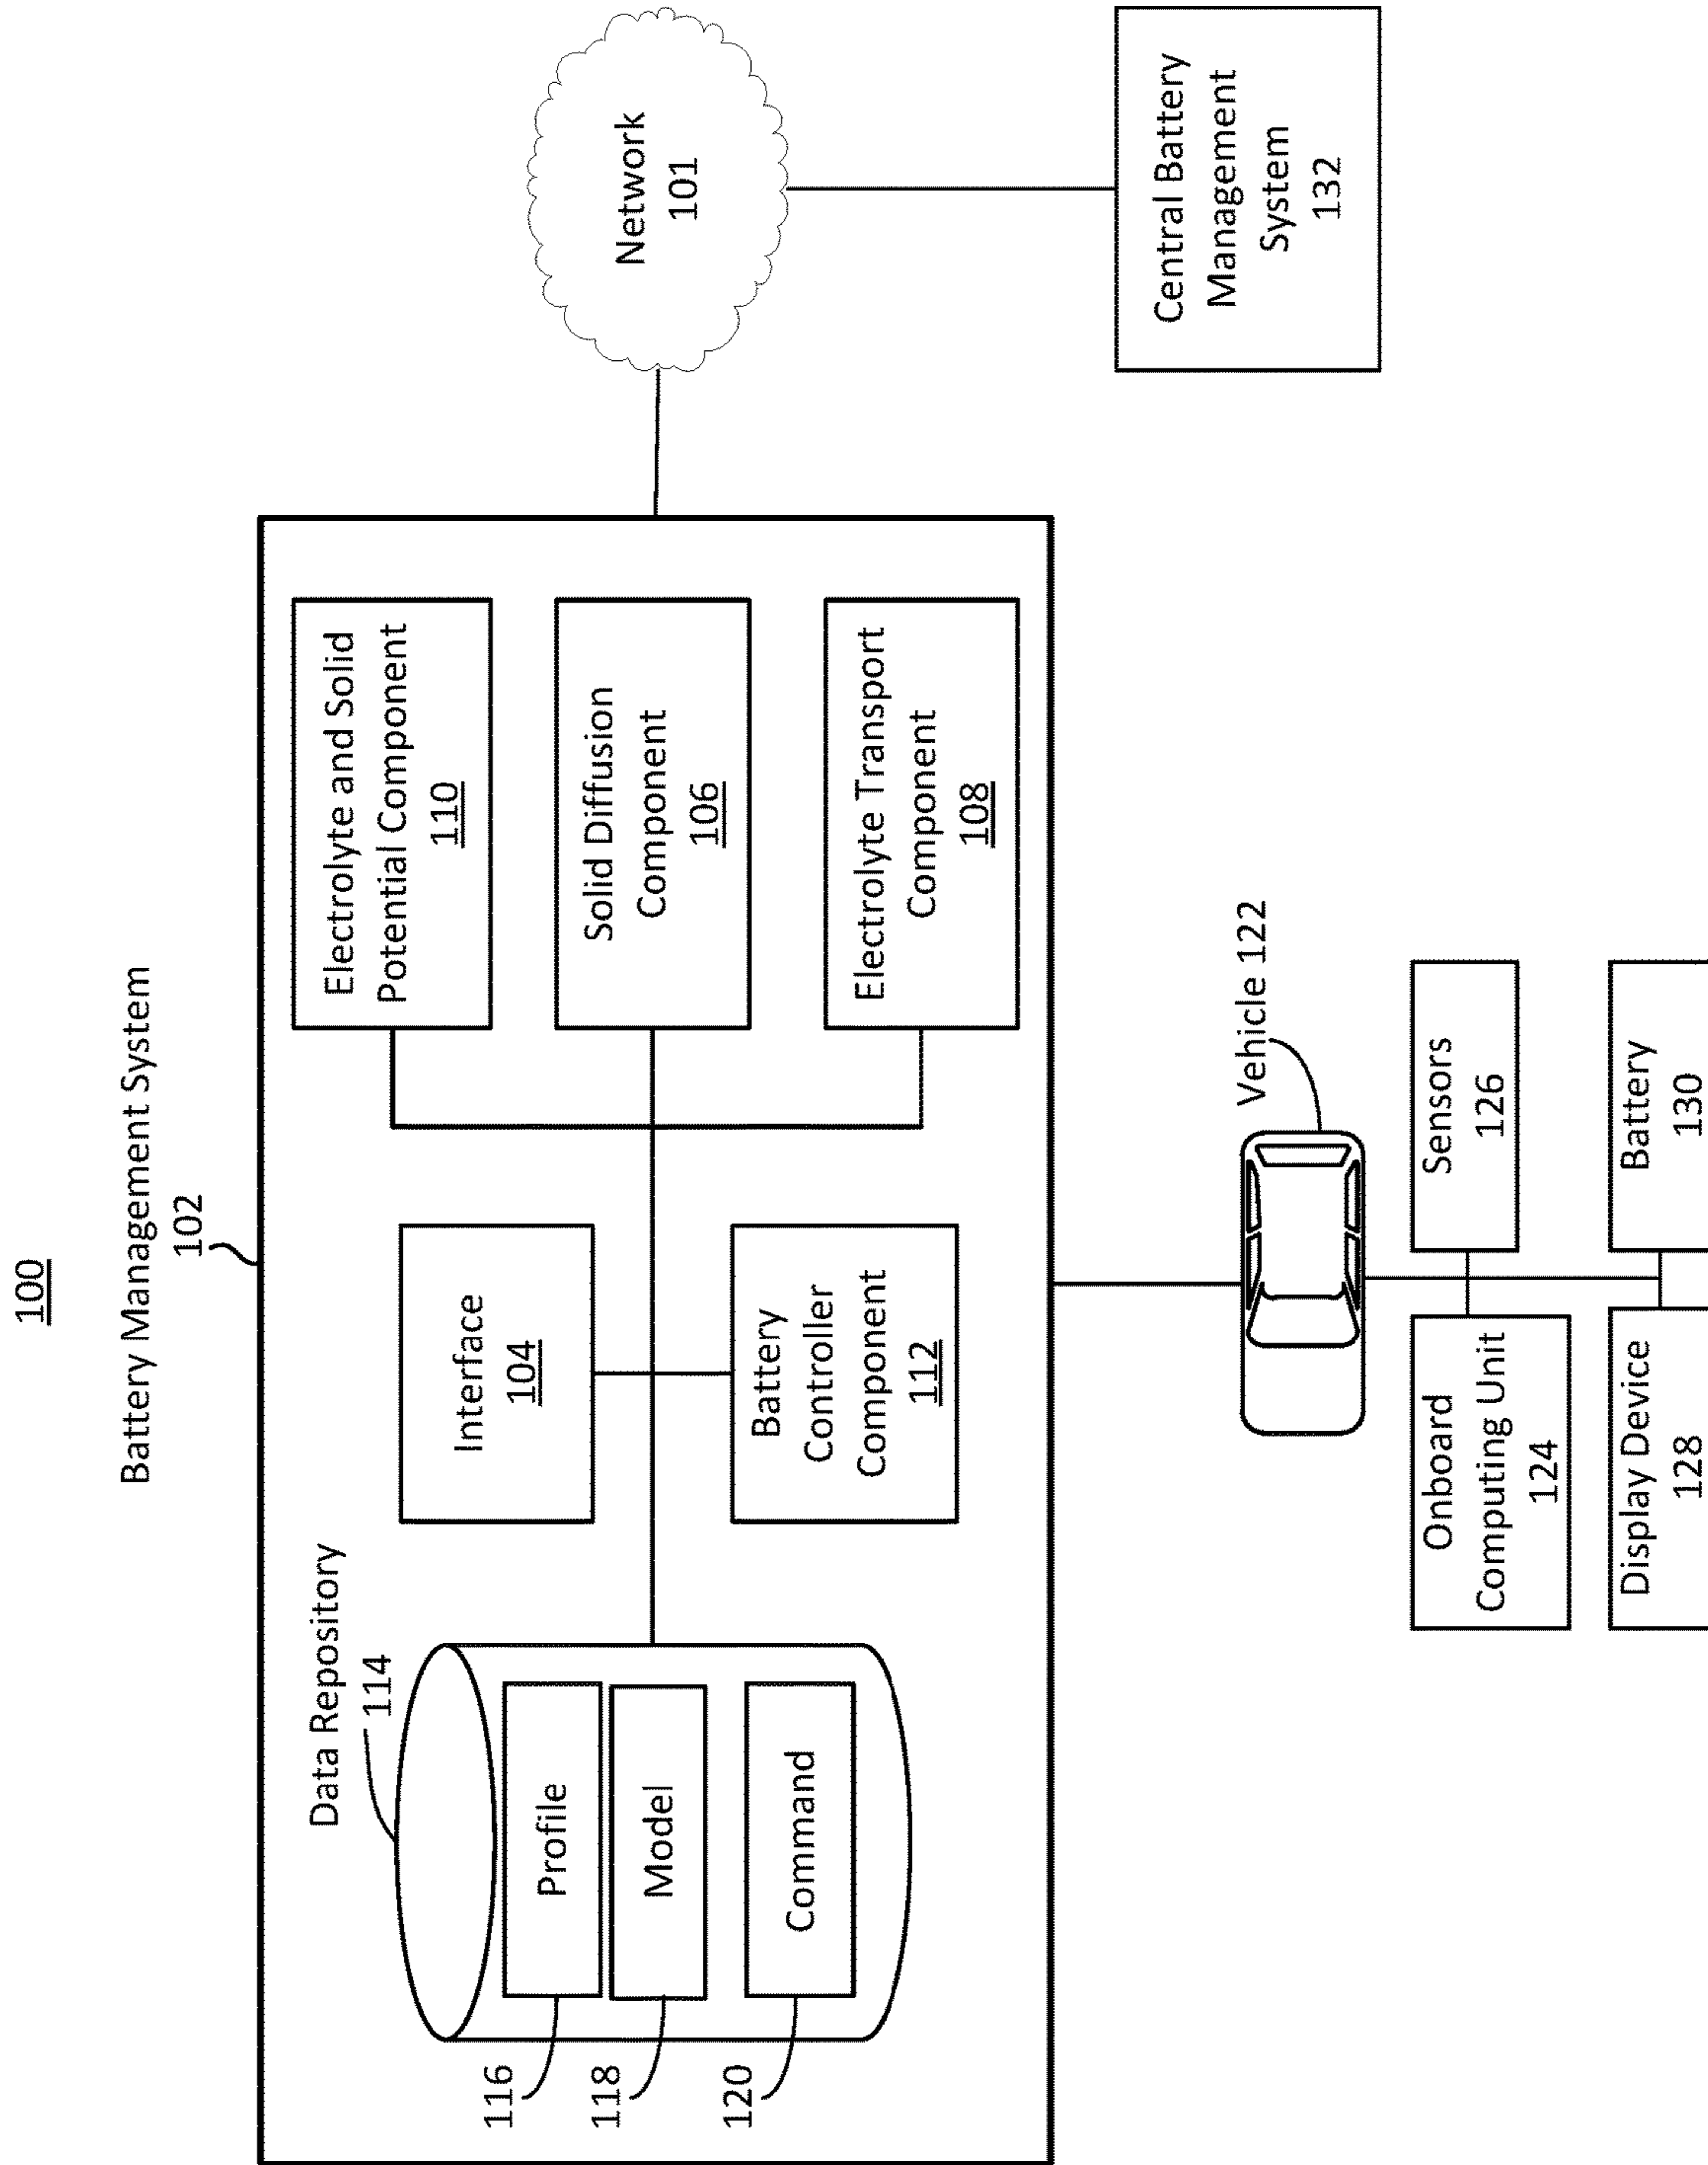 100
Battery Management System
102
Data Repository
114
Profile
Model
Command
116
118
120
Interface
104
Battery
Controller
Component
112
Electrolyte and Solid
Potential Component
110
Solid Diffusion
Component
106
Electrolyte Transport
Component
108
Network
101
Central Battery
Management
System
132
Vehicle 122
Onboard
Computing Unit
124
Sensors
126
Display Device
128
Battery
130